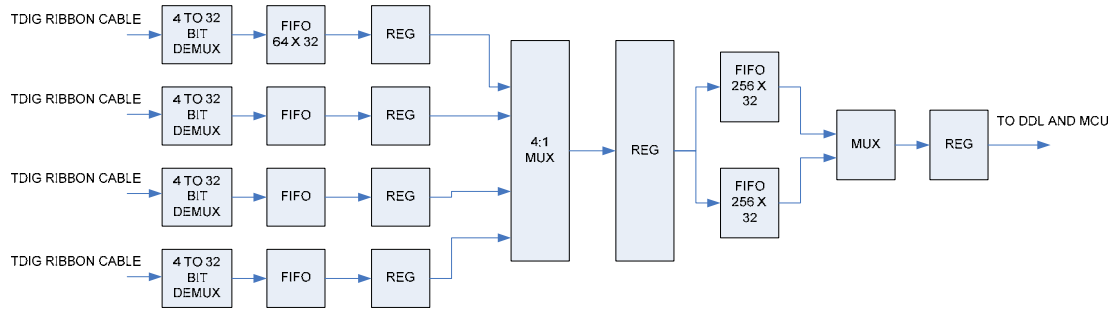 TDIG RIBBON CABLE
4 TO 32
BIT
DEMUX
FIFO
64 X 32
REG
TDIG RIBBON CABLE
4 TO 32
BIT
DEMUX
FIFO
REG
TDIG RIBBON CABLE
4 TO 32
BIT
DEMUX
FIFO
REG
TDIG RIBBON CABLE
4 TO 32
BIT
DEMUX
FIFO
REG
4:1
MUX
REG
FIFO
256 X
32
FIFO
256 X
32
MUX
REG
TO DDL AND MCU